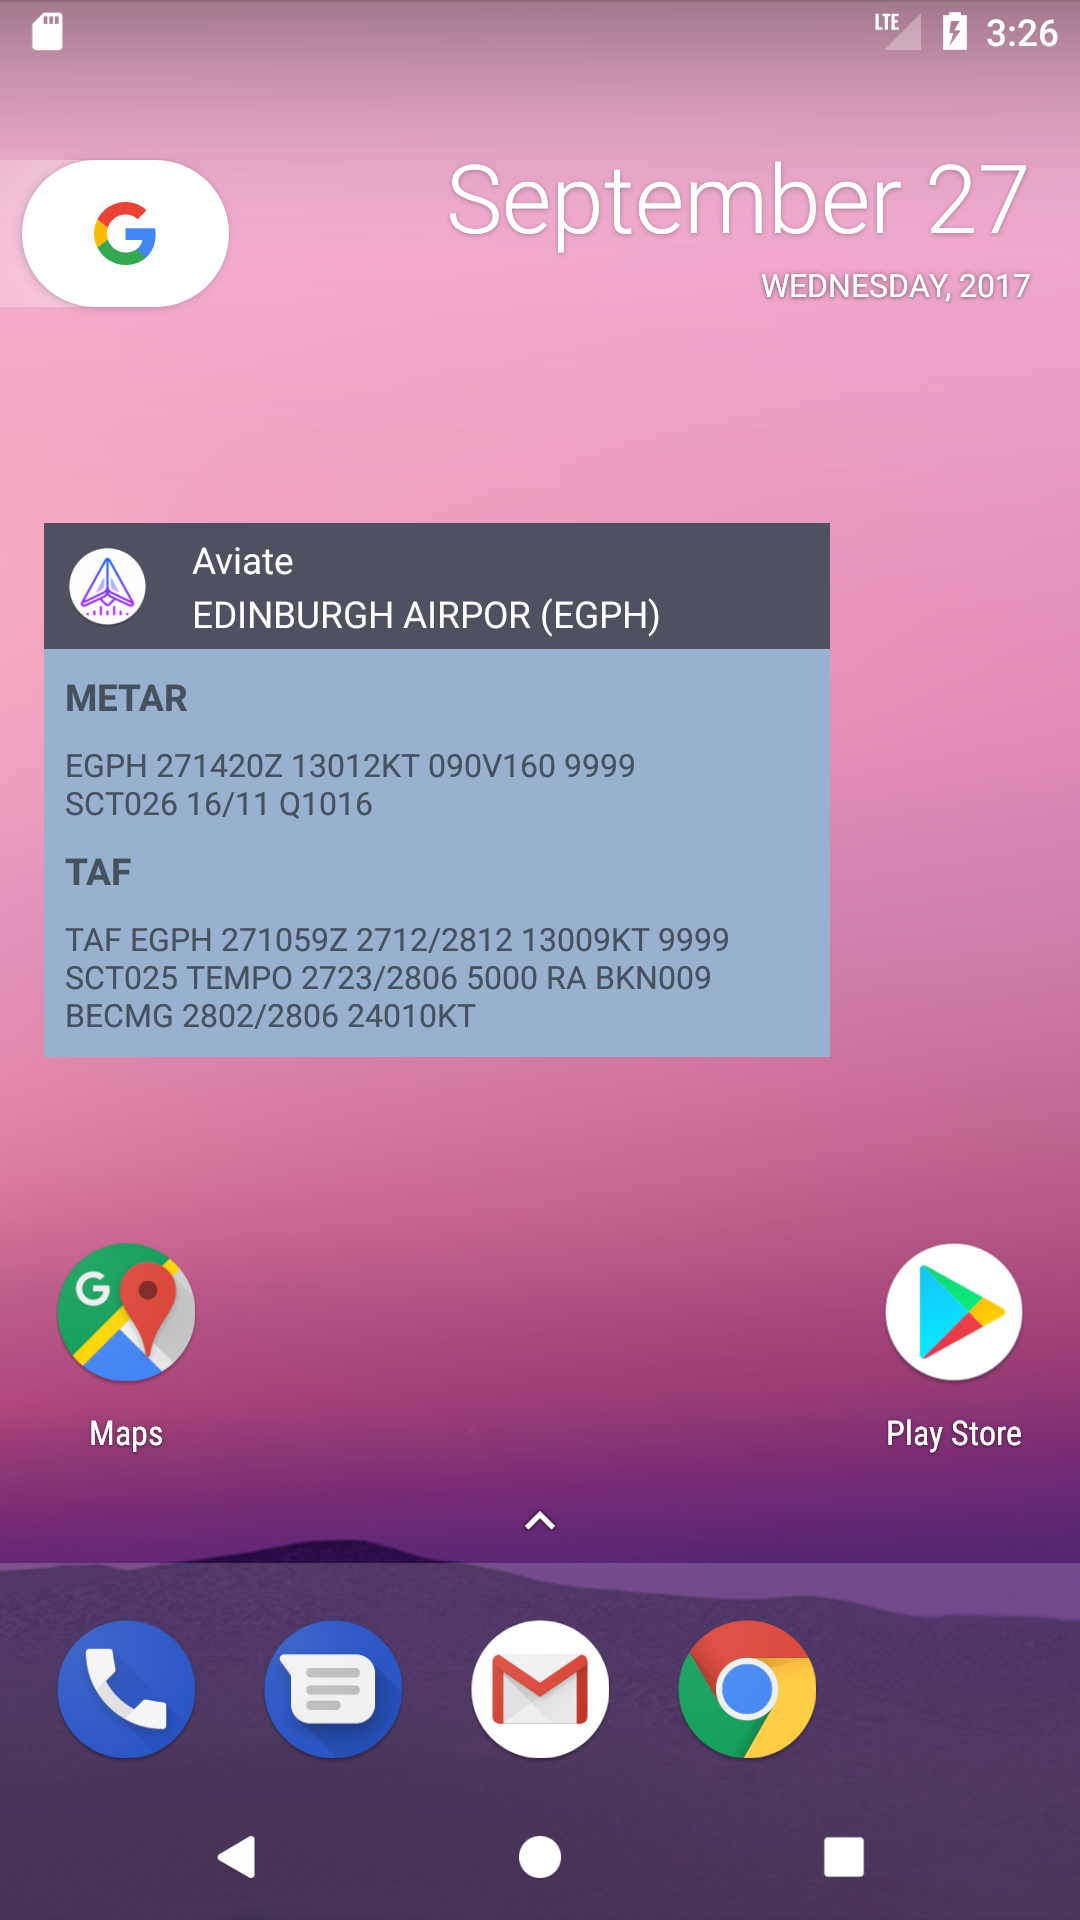 LTE 3:26
September 27
WEDNESDAY, 2017
Aviate
EDINBURGH AIRPOR (EGPH)
METAR
EGPH 271420Z 13012KT 090V160 9999
SCT026 16/11 Q1016
TAF
TAF EGPH 271059Z 2712/2812 13009KT 9999
SCT025 TEMPO 2723/2806 5000 RA BKN009
BECMG 2802/2806 24010KT
Maps
Play Store